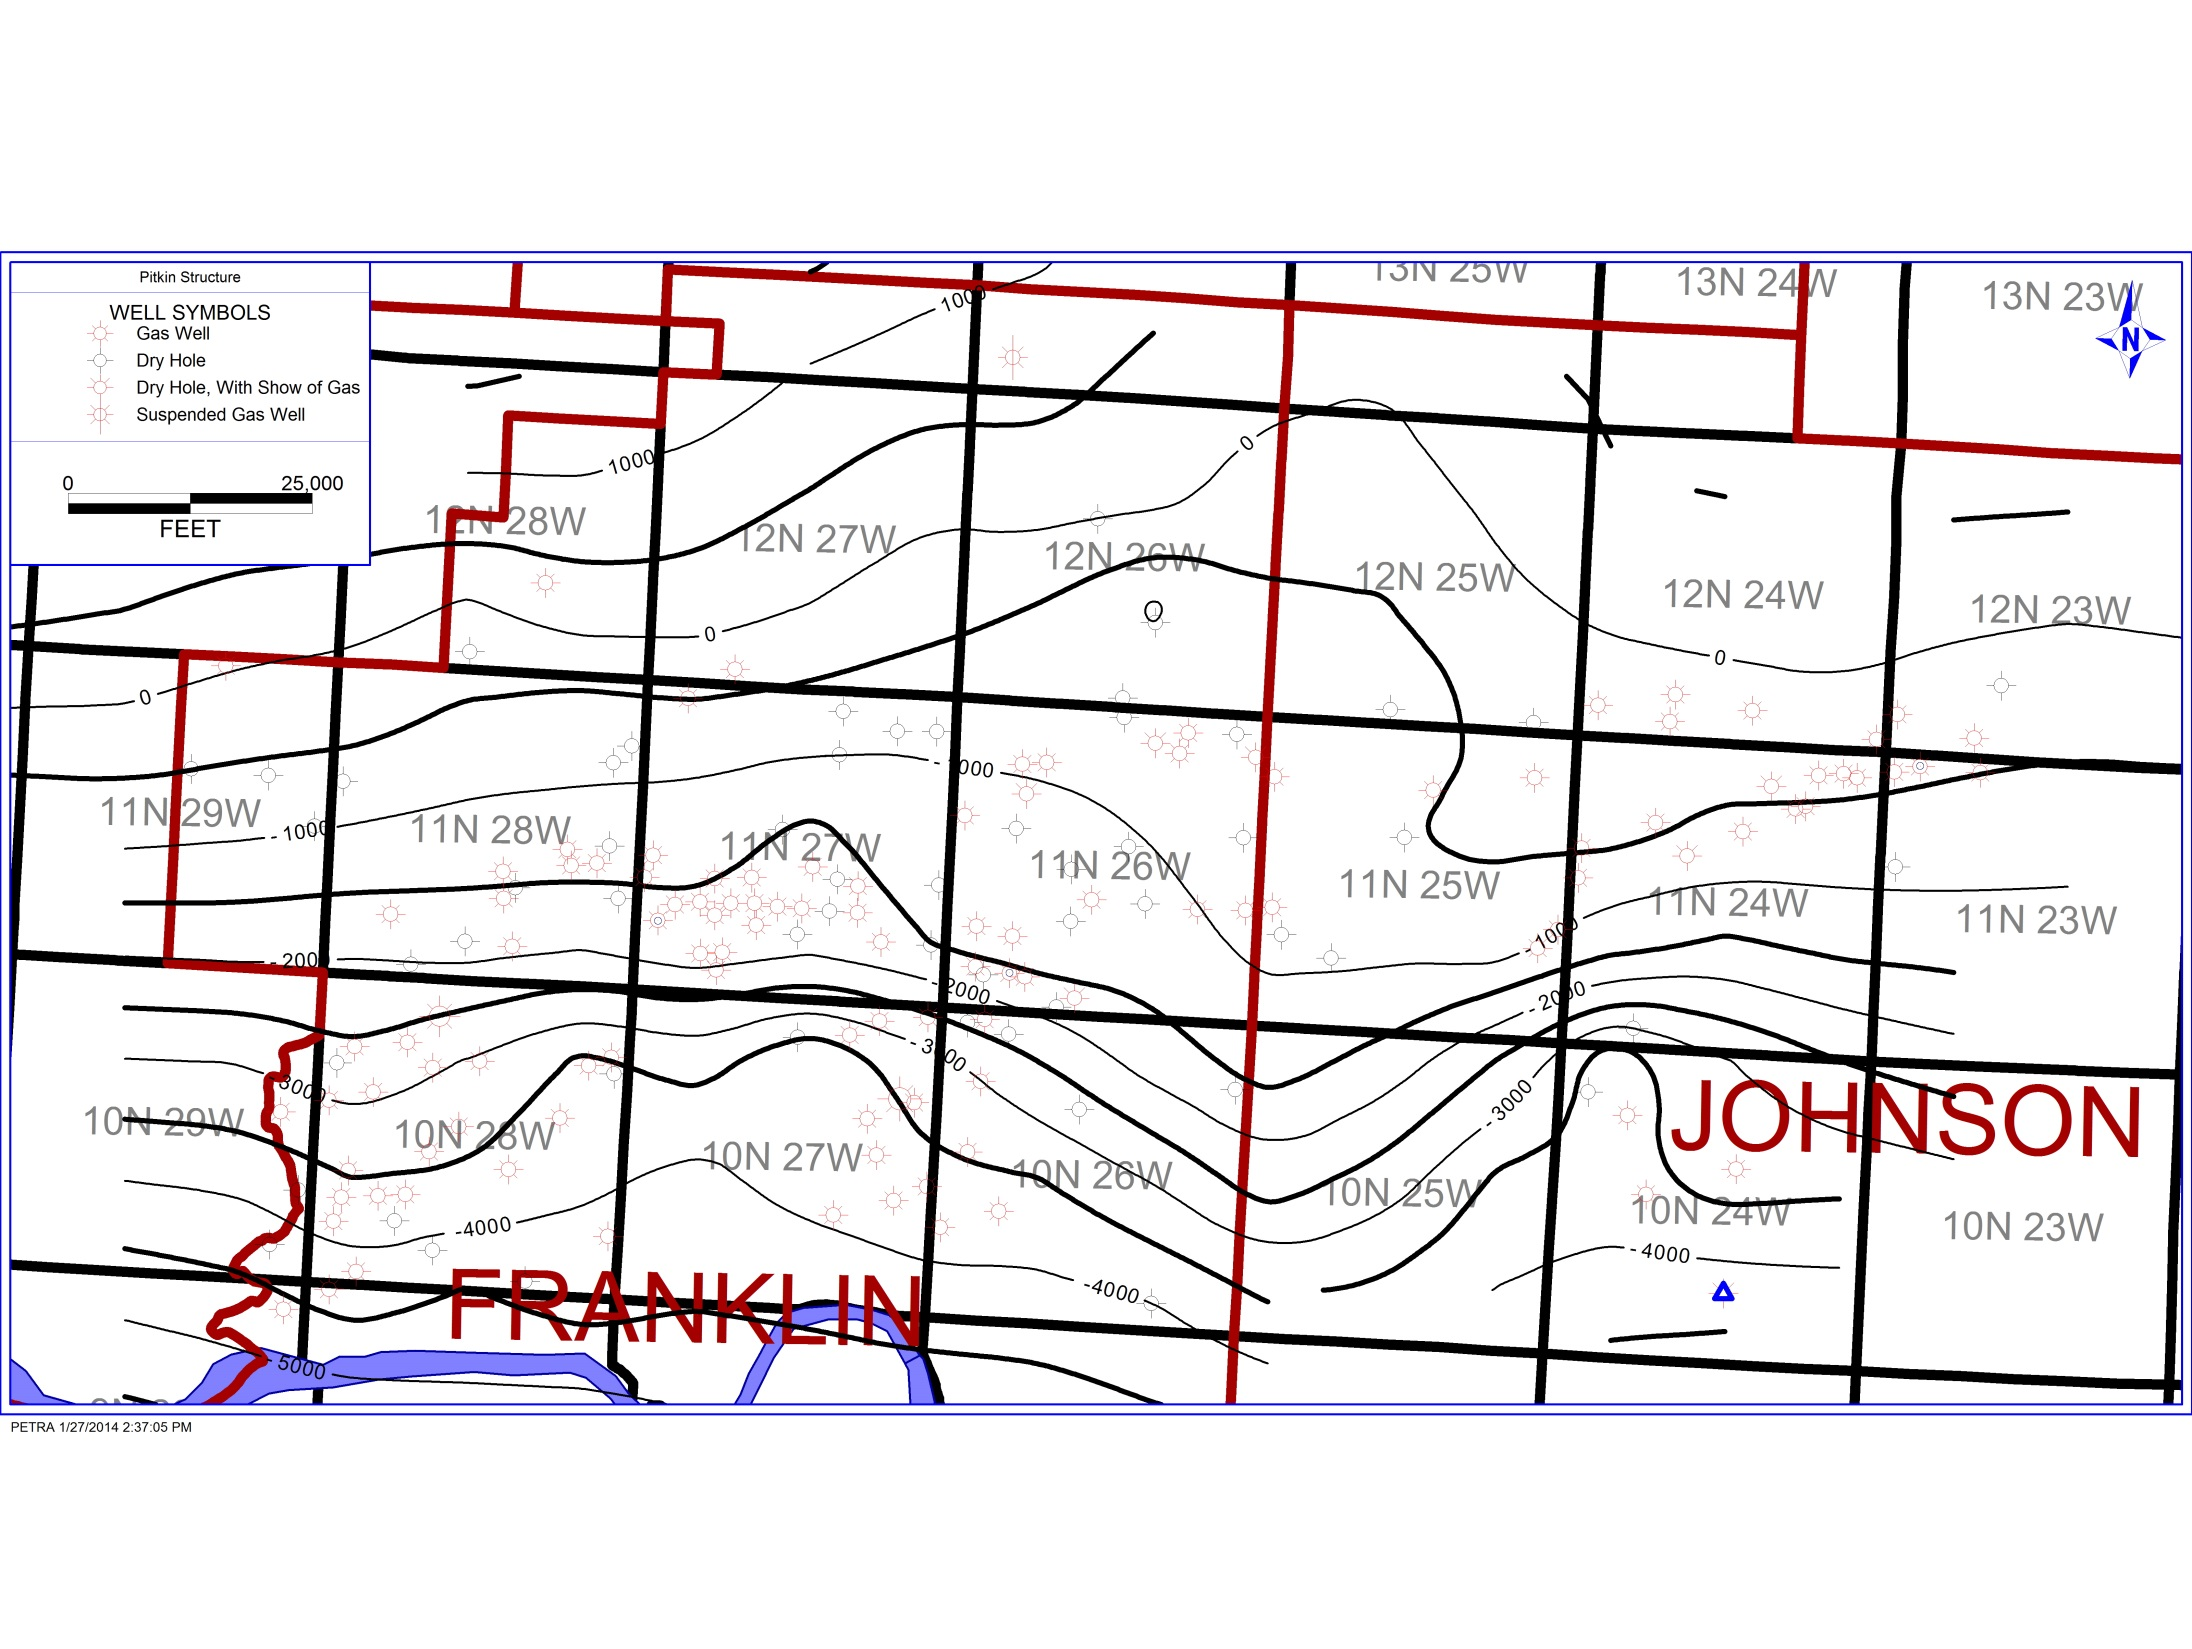 Pitkin Structure
WELL SYMBOLS
Gas Well
Dry Hole
Dry Hole, With Show of Gas
Suspended Gas Well
0 25,000
FEET
13N 25W
13N 24W
13N 23W
N
1000
1000
0
12N 28W
12N 27W
12N 26W
12N 25W
12N 24W
12N 23W
0
0
0
-1000
-1000
11N 29W
11N 28W
11N 27W
11N 26W
11N 25W
11N 24W
11N 23W
-1000
-2000
-2000
-2000
-3000
3000
-3000
JOHNSON
10N 29W
10N 28W
10N 27W
10N 26W
10N 25W
10N 24W
10N 23W
-4000
-4000
-4000
FRANKLIN
5000
PETRA 1/27/2014 2:37:05 PM